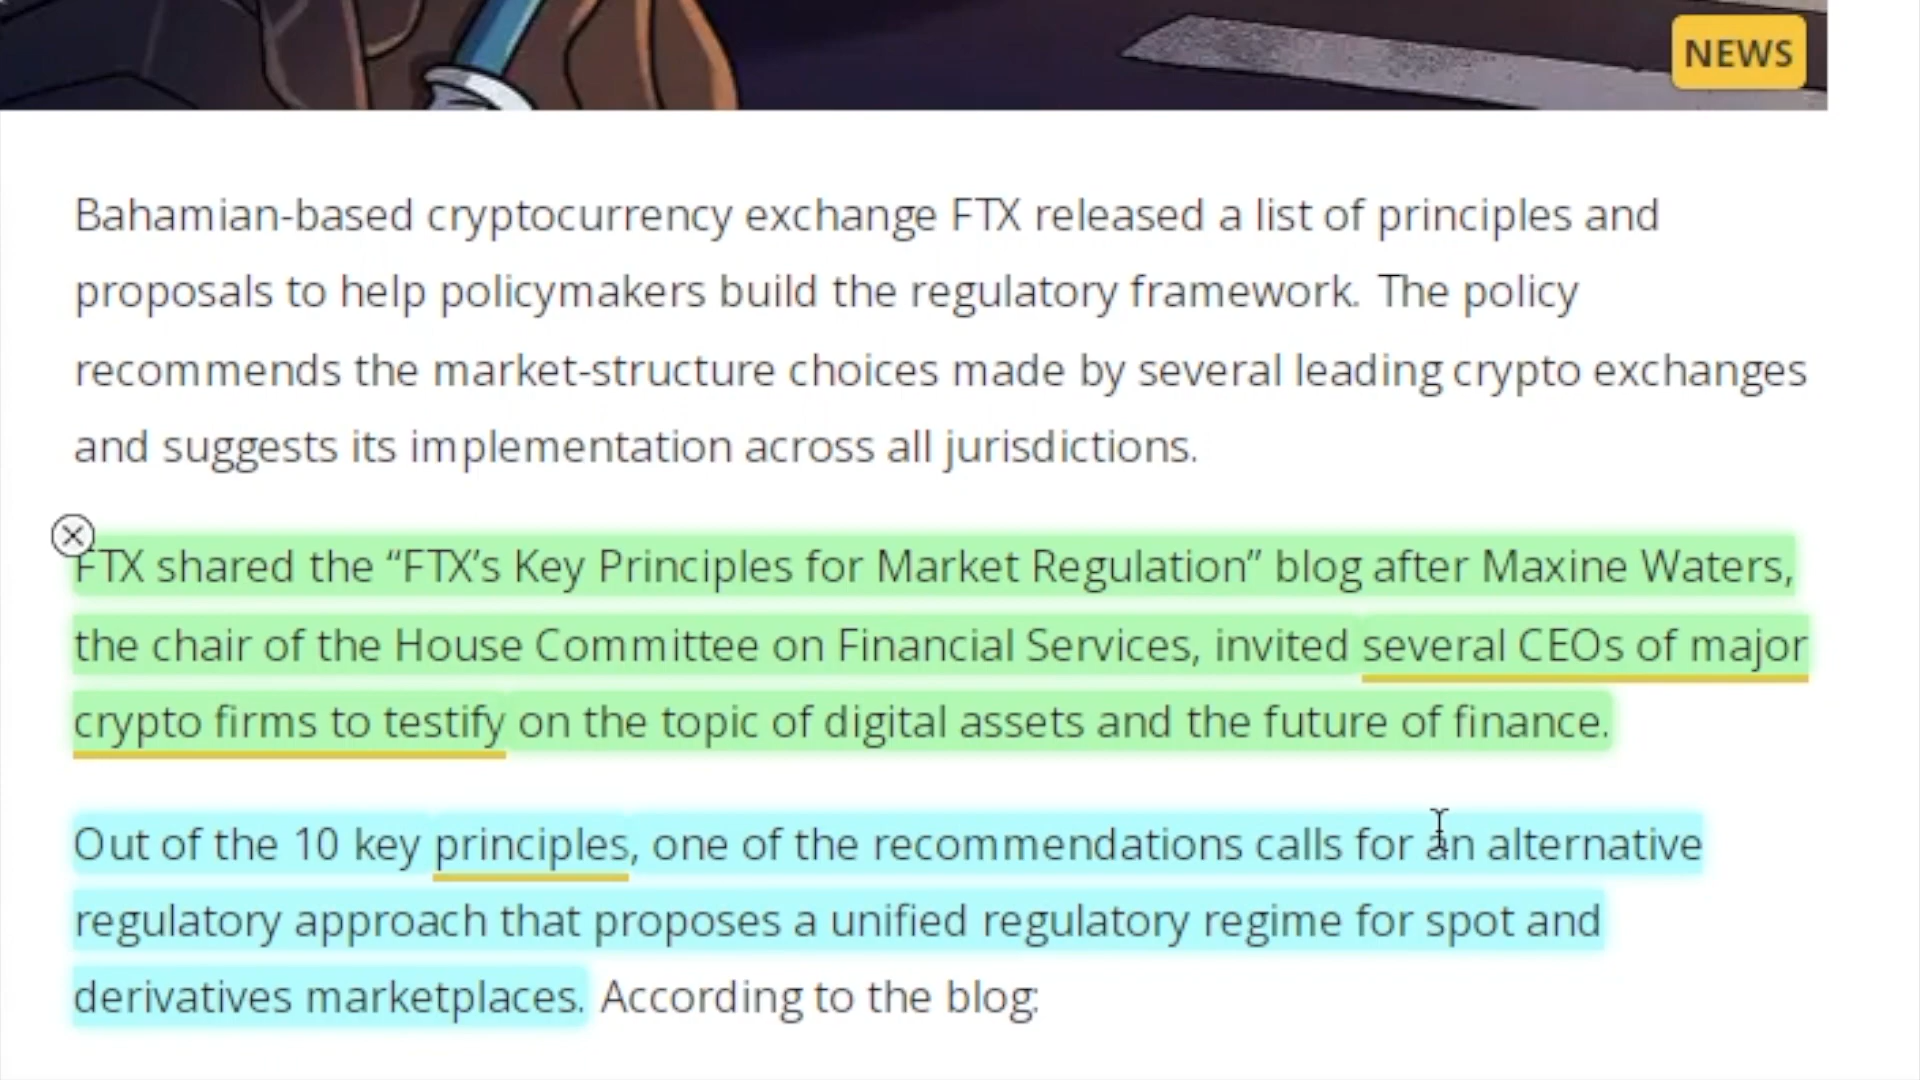 NEWS
Bahamian-based cryptocurrency exchange FTX released a list of principles and
proposals to help policymakers build the regulatory framework. The policy
recommends the market-structure choices made by several leading crypto exchanges
and suggests its implementation across all jurisdictions.
FTX shared the “FTX’s Key Principles for Market Regulation” blog after Maxine Waters,
the chair of the House Committee on Financial Services, invited several CEOs of major
crypto firms to testify on the topic of digital assets and the future of finance.
Out of the 10 key principles, one of the recommendations calls for an alternative
regulatory approach that proposes a unified regulatory regime for spot and
derivatives marketplaces. According to the blog: